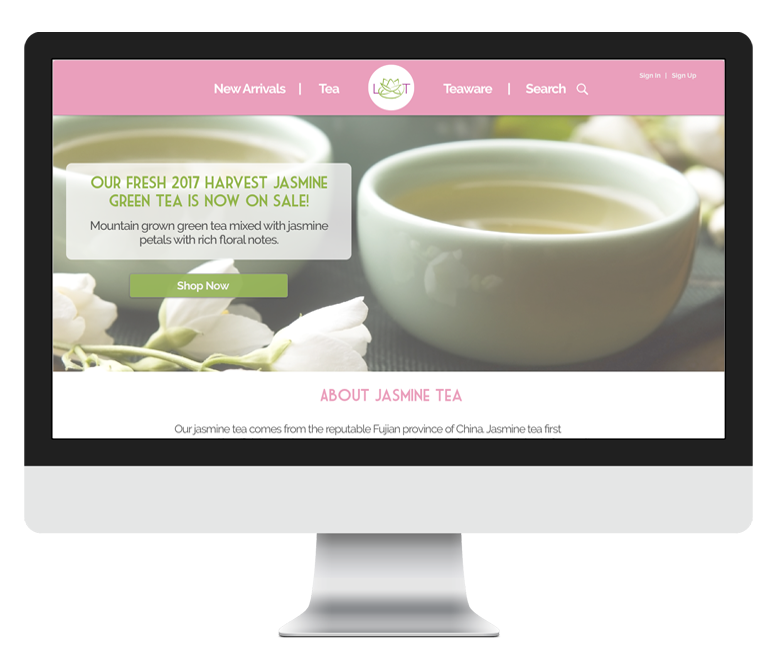 Sign In | Sign Up
New Arrivals | Tea L T Teaware | Search
OUR FRESH 2017 HARVEST JASMINE
GREEN TEA IS NOW ON SALE!
Mountain grown green tea mixed with jasmine
petals with rich floral notes.
Shop Now
ABOUT JASMINE TEA
Our jasmine tea comes from the reputable Fujian province of China. Jasmine tea first